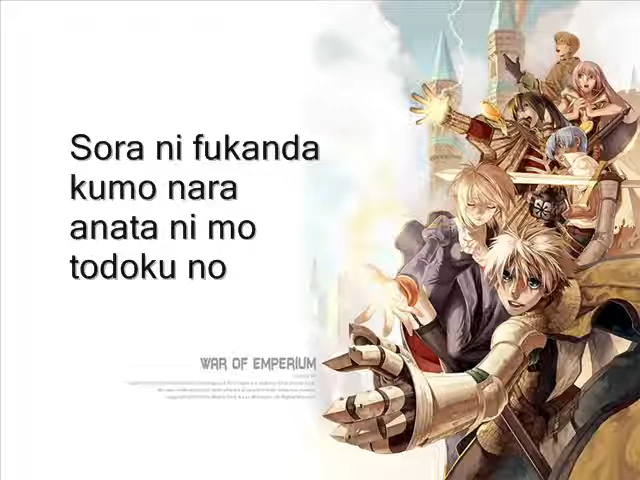 Sora ni fukanda
kumo nara
anata ni mo
todoku no
WAR OF EMPERIUM